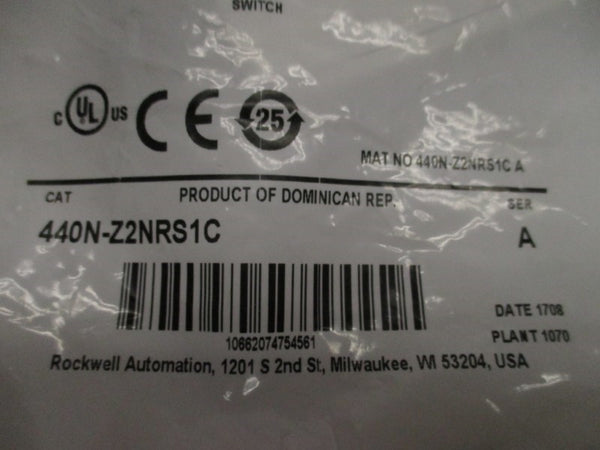 SWITCH
C UL US CE 25
MAT NO 440N-Z2NRS1C A
CAT PRODUCT OF DOMINICAN REP. SER
440N-Z2NRS1C A
DATE 1708
PLANT 1070
10662074754561
Rockwell Automation, 1201 S 2nd St, Milwaukee, WI 53204, USA